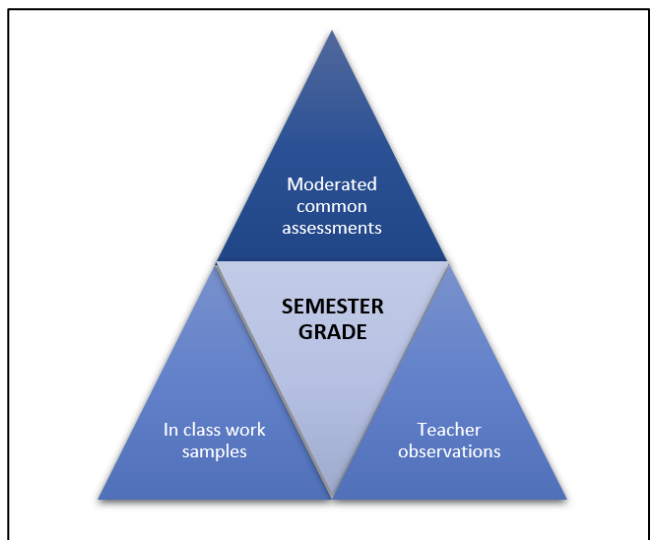 Moderated
common
assessments
SEMESTER
GRADE
In class work
samples
Teacher
observations